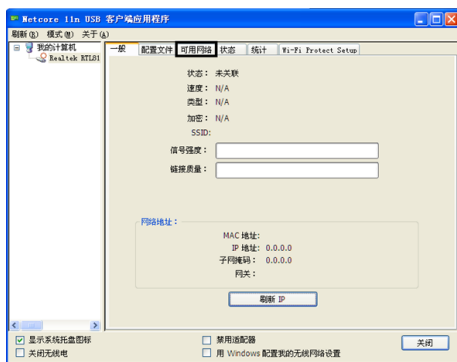 Netcore 11n USB 客户端应用程序
刷新(R) 模式(M) 关于(A)
我的计算机
Realtek RTL81
一般 配置文件 可用网络 状态 统计 Wi-Fi Protect Setup
状态： 未关联
速度： N/A
类型： N/A
加密： N/A
SSID:
信号强度：
链接质量：
网络地址：
MAC 地址:
IP 地址: 0.0.0.0
子网掩码： 0.0.0.0
网关：
刷新 IP
显示系统托盘图标 禁用适配器 关闭
关闭无线电 用 Windows 配置我的无线网络设置